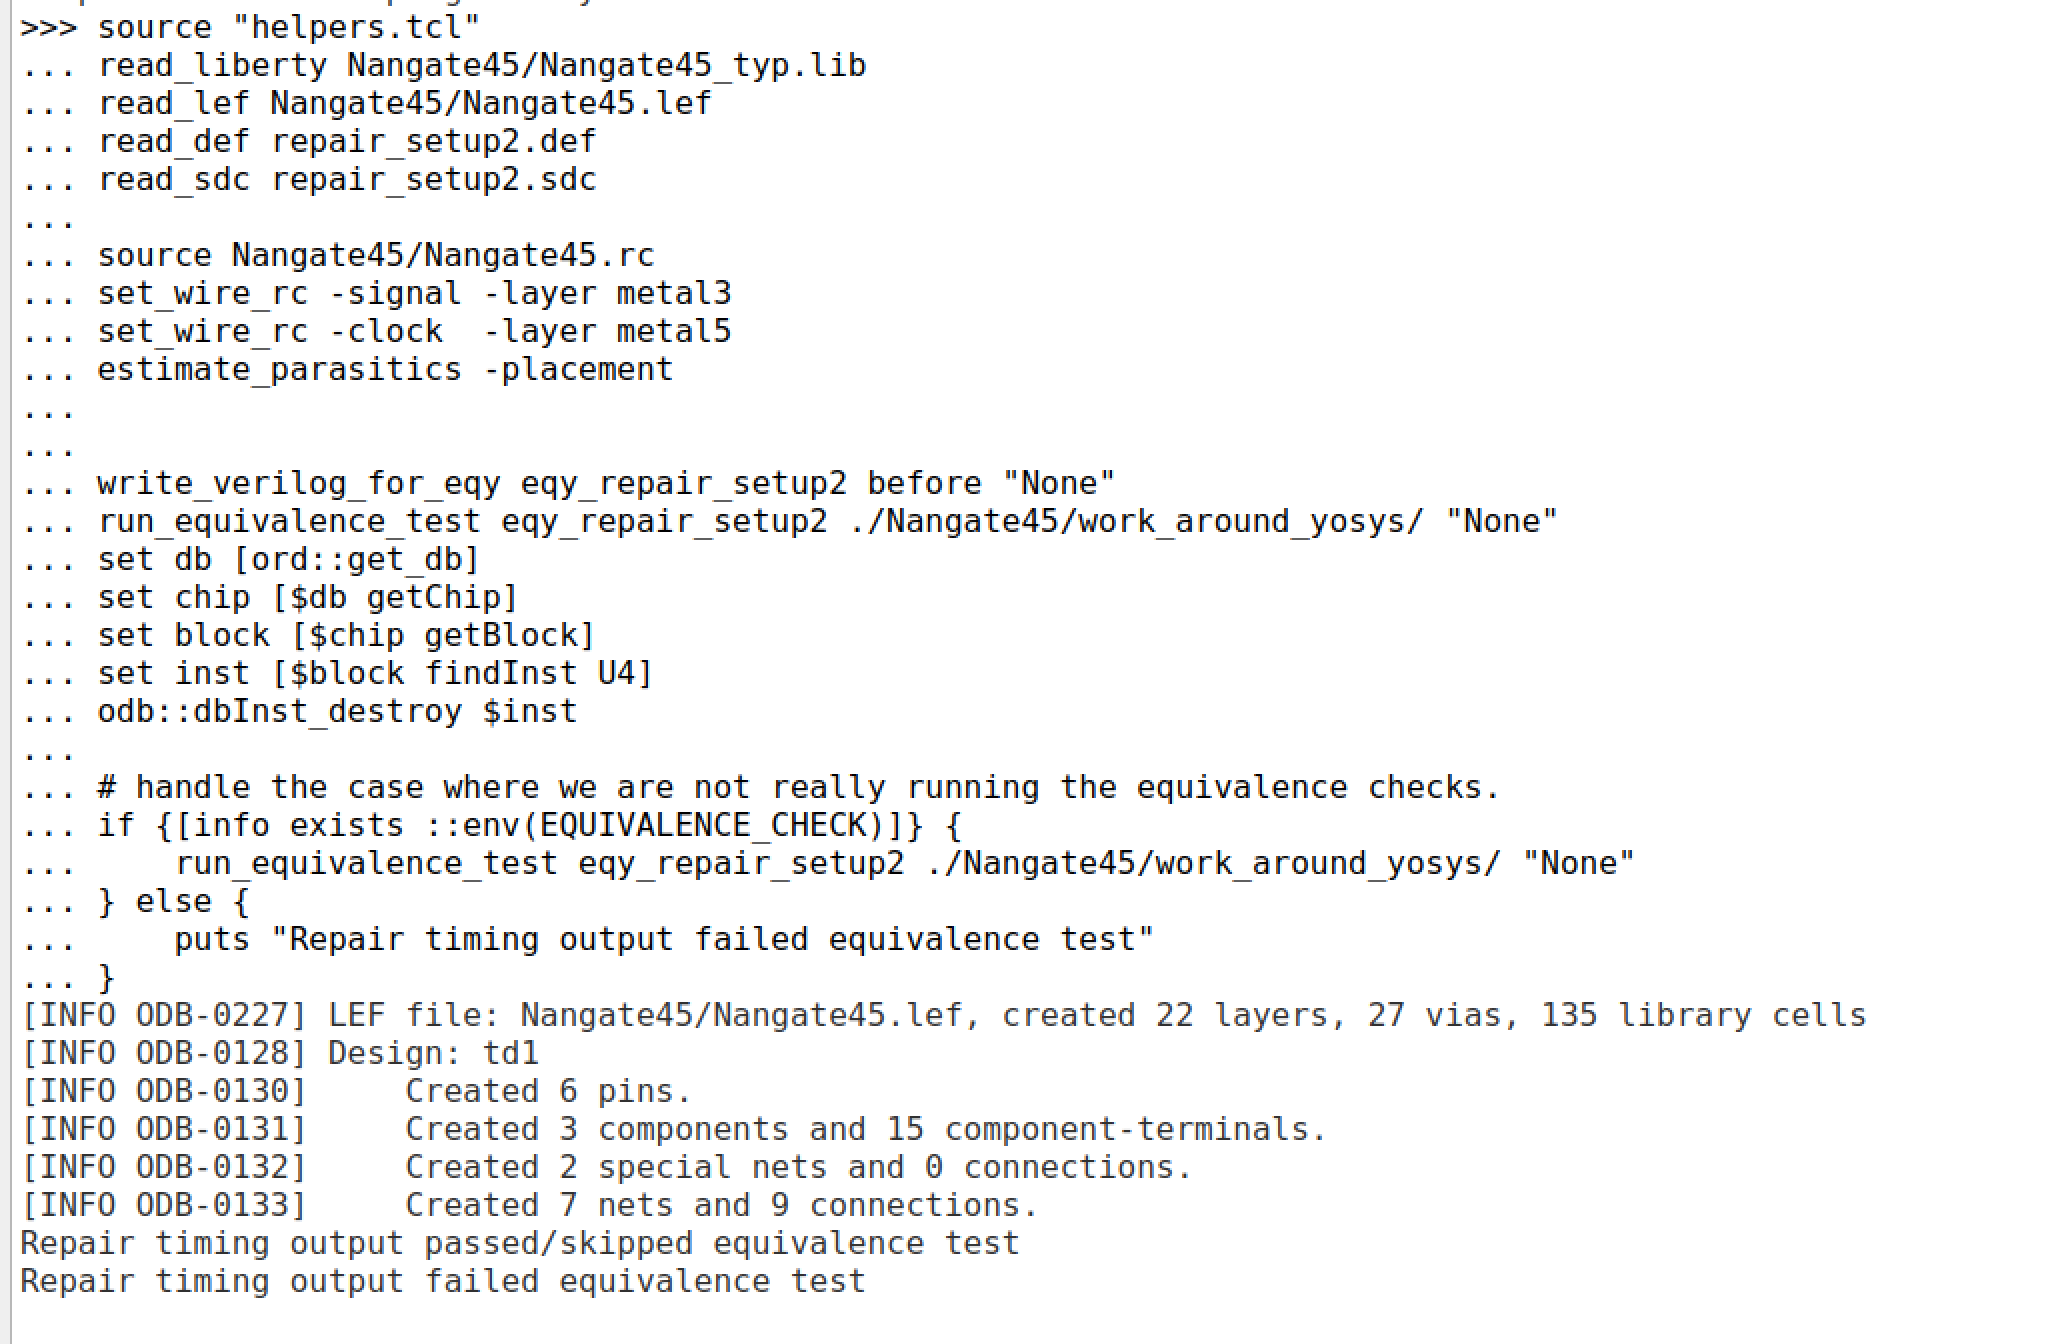 >>> source "helpers.tcl"
... read_liberty Nangate45/Nangate45_typ.lib
... read_lef Nangate45/Nangate45.lef
... read_def repair_setup2.def
... read_sdc repair_setup2.sdc
...
... source Nangate45/Nangate45.rc
... set_wire_rc -signal -layer metal3
... set_wire_rc -clock  -layer metal5
... estimate_parasitics -placement
...
...
... write_verilog_for_eqy eqy_repair_setup2 before "None"
... run_equivalence_test eqy_repair_setup2 ./Nangate45/work_around_yosys/ "None"
... set db [ord::get_db]
... set chip [$db getChip]
... set block [$chip getBlock]
... set inst [$block findInst U4]
... odb::dbInst_destroy $inst
...
... # handle the case where we are not really running the equivalence checks.
... if {[info exists ::env(EQUIVALENCE_CHECK)]} {
...     run_equivalence_test eqy_repair_setup2 ./Nangate45/work_around_yosys/ "None"
... } else {
...     puts "Repair timing output failed equivalence test"
... }
[INFO ODB-0227] LEF file: Nangate45/Nangate45.lef, created 22 layers, 27 vias, 135 library cells
[INFO ODB-0128] Design: td1
[INFO ODB-0130]     Created 6 pins.
[INFO ODB-0131]     Created 3 components and 15 component-terminals.
[INFO ODB-0132]     Created 2 special nets and 0 connections.
[INFO ODB-0133]     Created 7 nets and 9 connections.
Repair timing output passed/skipped equivalence test
Repair timing output failed equivalence test